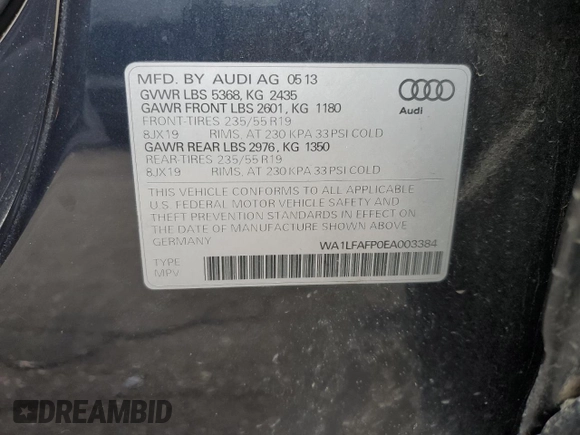 MFD. BY AUDI AG 05 13
GVWR LBS 5368, KG 2435
GAWR FRONT LBS 2601, KG 1180
FRONT-TIRES 235/55 R19
8JX19 RIMS, AT 230 KPA 33 PSI COLD
GAWR REAR LBS 2976, KG 1350
REAR-TIRES 235/55 R19
8JX19 RIMS, AT 230 KPA 33 PSI COLD
THIS VEHICLE CONFORMS TO ALL APPLICABLE
U.S. FEDERAL MOTOR VEHICLE SAFETY AND
THEFT PREVENTION STANDARDS IN EFFECT ON
THE DATE OF MANUFACTURE SHOWN ABOVE
GERMANY
WA1LFAFP0EA003384
TYPE
MPV
Audi
DREAMBID